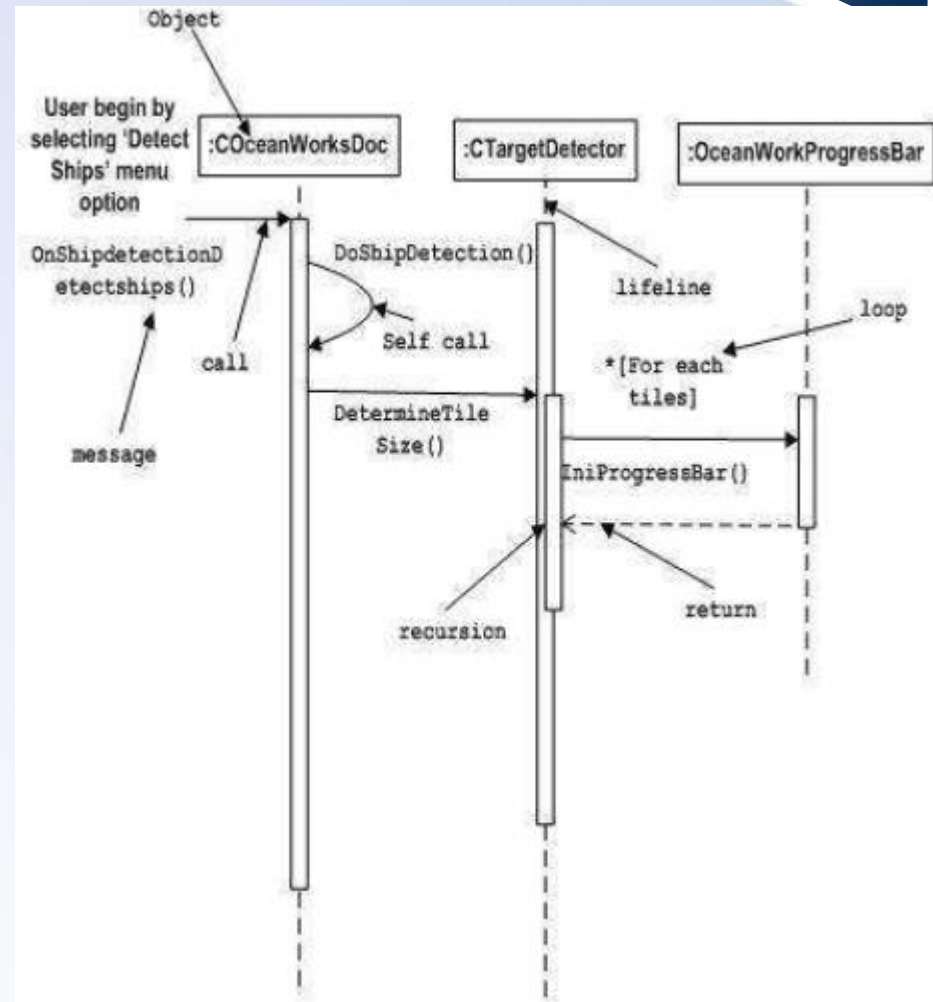 Object
User begin by
selecting 'Detect
Ships' menu
option
:COceanWorksDoc
:CTargetDetector
:OceanWorkProgressBar
OnShipdetectionD
etectships()
DoShipDetection()
lifeline
loop
Self call
call
*[For each
tiles]
DetermineTile
Size()
message
IniProgressBar()
recursion
return